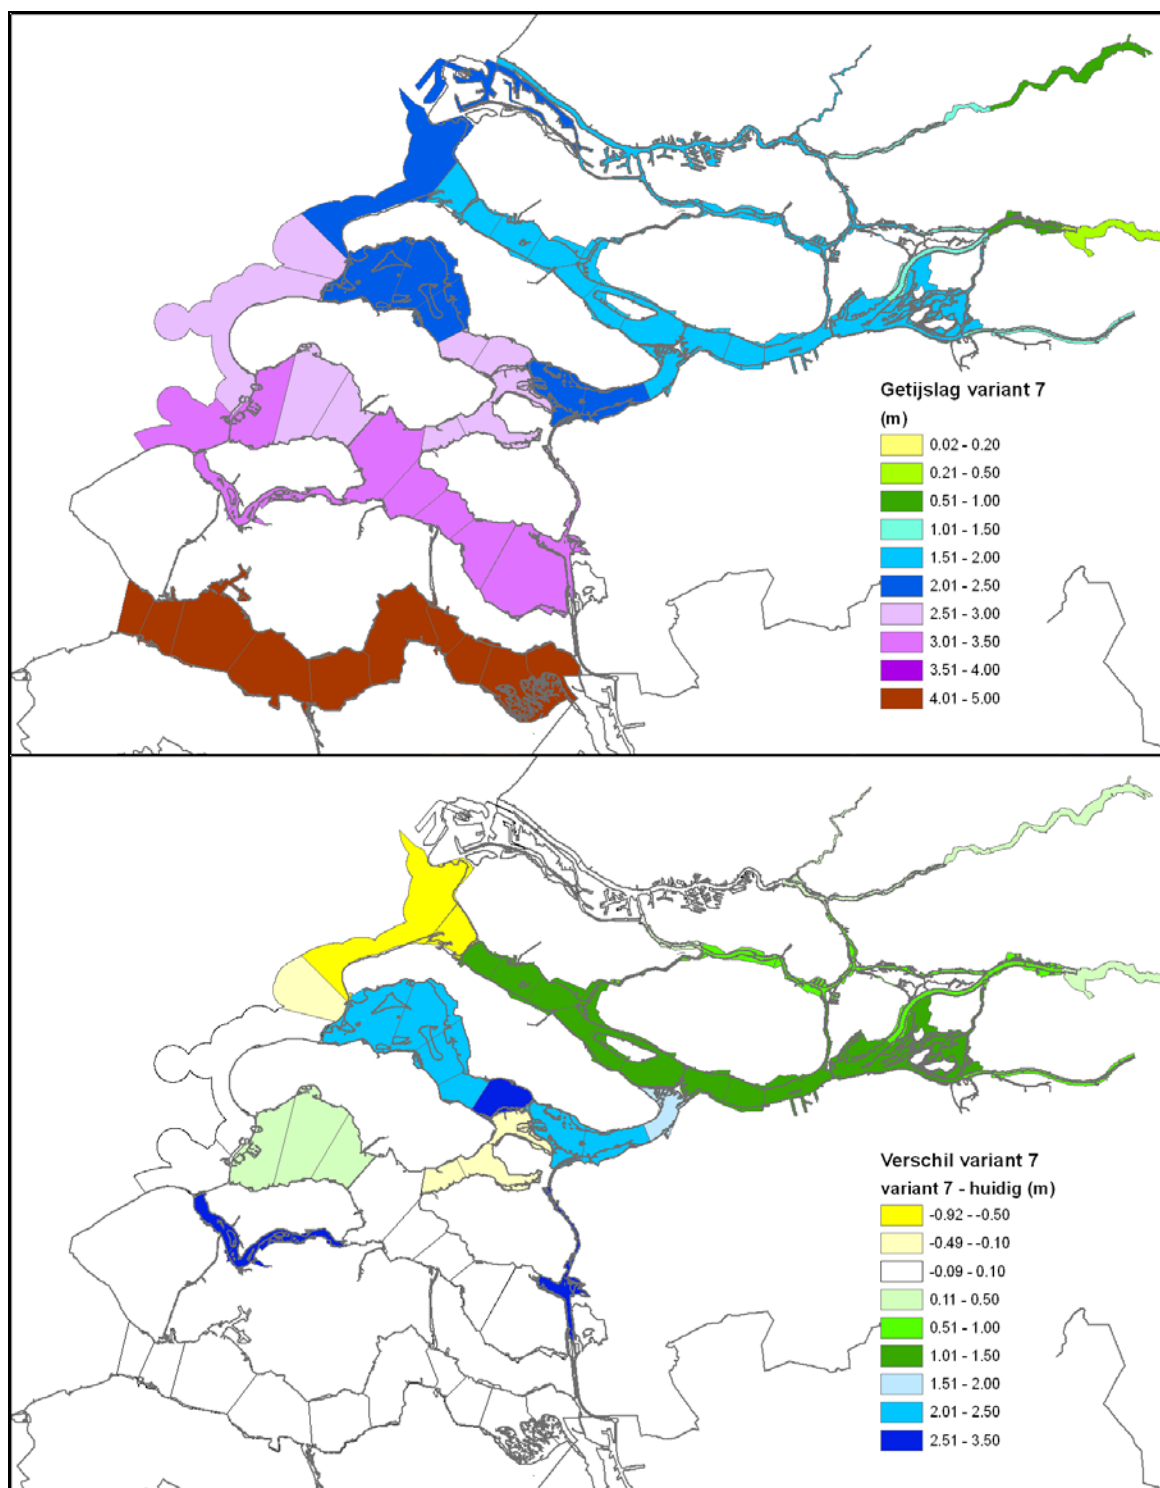 Getijslag variant 7
(m)
0.02 - 0.20
0.21 - 0.50
0.51 - 1.00
1.01 - 1.50
1.51 - 2.00
2.01 - 2.50
2.51 - 3.00
3.01 - 3.50
3.51 - 4.00
4.01 - 5.00
Verschil variant 7
variant 7 - huidig (m)
-0.92 - -0.50
-0.49 - -0.10
-0.09 - 0.10
0.11 - 0.50
0.51 - 1.00
1.01 - 1.50
1.51 - 2.00
2.01 - 2.50
2.51 - 3.50